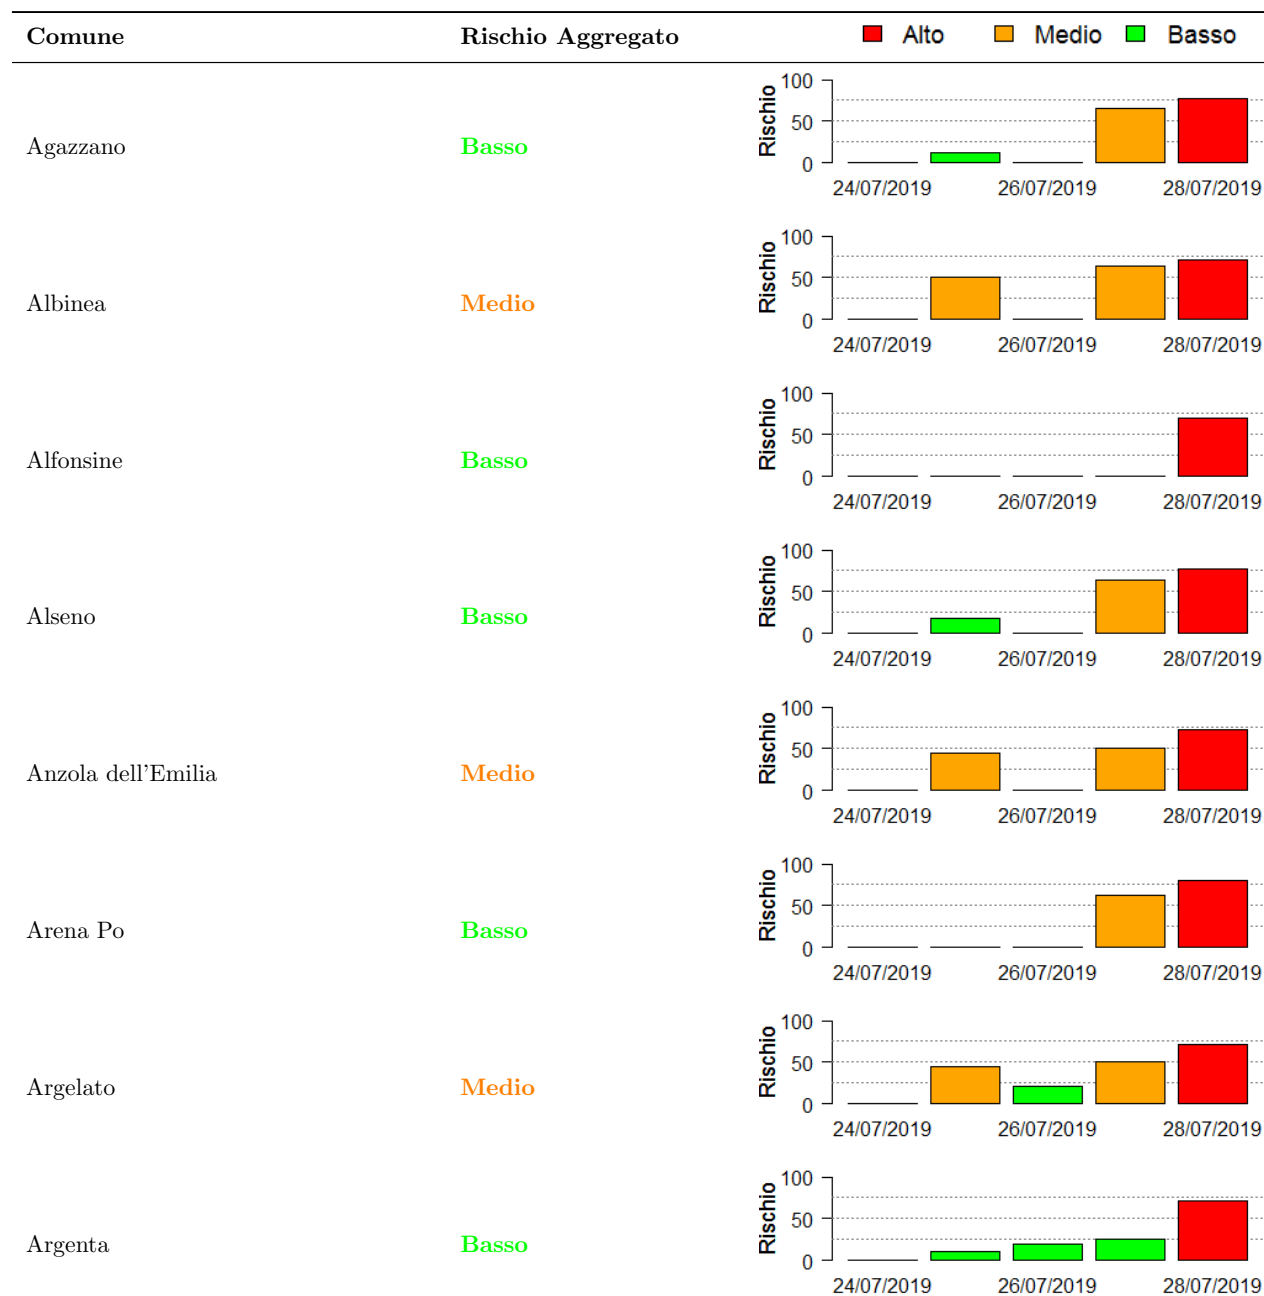 Comune Rischio Aggregato Alto Medio Basso
100
Rischio
50
Agazzano Basso
0
24/07/2019 26/07/2019 28/07/2019
100
Rischio
50
Albinea Medio
0
24/07/2019 26/07/2019 28/07/2019
100
Rischio
50
Alfonsine Basso
0
24/07/2019 26/07/2019 28/07/2019
100
Rischio
50
Alseno Basso
0
24/07/2019 26/07/2019 28/07/2019
100
Rischio
50
Anzola dell'Emilia Medio
0
24/07/2019 26/07/2019 28/07/2019
100
Rischio
50
Arena Po Basso
0
24/07/2019 26/07/2019 28/07/2019
100
Rischio
50
Argelato Medio
0
24/07/2019 26/07/2019 28/07/2019
100
Rischio
50
Argenta Basso
0
24/07/2019 26/07/2019 28/07/2019